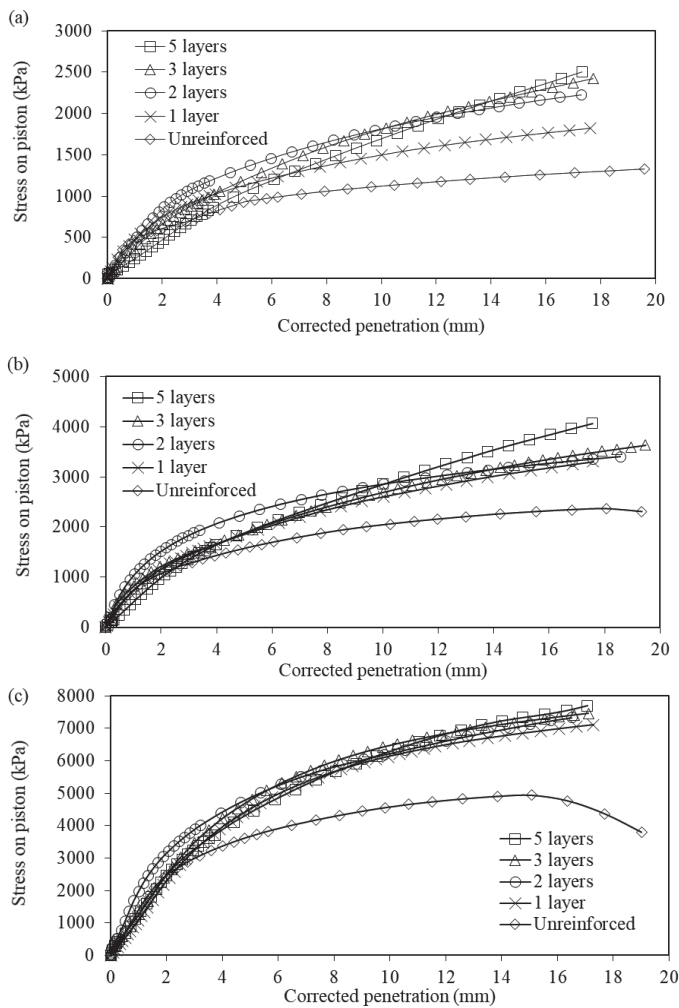 (a)
3000
2500
2000
1500
1000
500
0
Stress on piston (kPa)
5 layers
3 layers
2 layers
1 layer
Unreinforced
0 2 4 6 8 10 12 14 16 18 20
Corrected penetration (mm)
(b)
5000
4000
3000
2000
1000
0
Stress on piston (kPa)
5 layers
3 layers
2 layers
1 layer
Unreinforced
0 2 4 6 8 10 12 14 16 18 20
Corrected penetration (mm)
(c)
8000
7000
6000
5000
4000
3000
2000
1000
0
Stress on piston (kPa)
5 layers
3 layers
2 layers
1 layer
Unreinforced
0 2 4 6 8 10 12 14 16 18 20
Corrected penetration (mm)